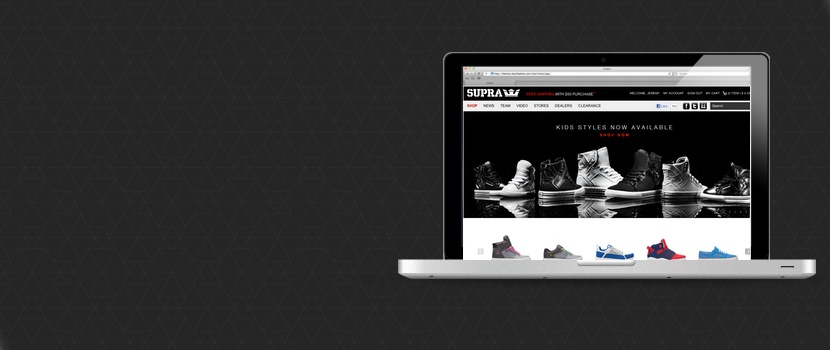 SUPRA
FREE SHIPPING WITH $50 PURCHASE
WELCOME, JEREMY MY ACCOUNT SIGN OUT MY CART
SHOP NEWS TEAM VIDEO STORES DEALERS CLEARANCE
Like
Search
KIDS STYLES NOW AVAILABLE
SHOP NOW